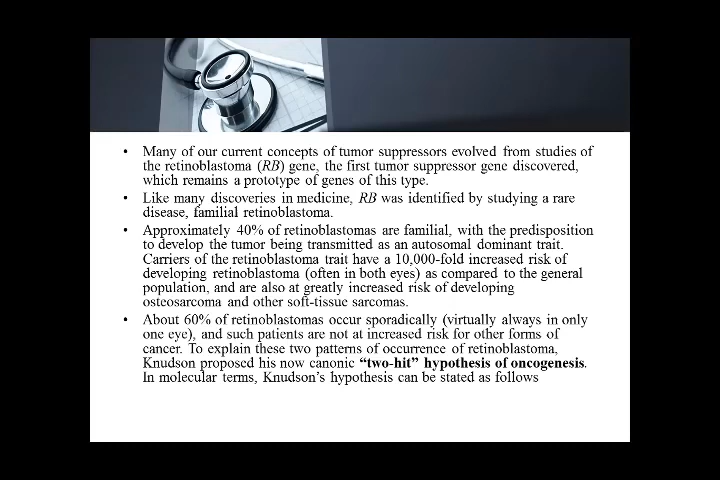 • Many of our current concepts of tumor suppressors evolved from studies of
the retinoblastoma (RB) gene, the first tumor suppressor gene discovered,
which remains a prototype of genes of this type.
• Like many discoveries in medicine, RB was identified by studying a rare
disease, familial retinoblastoma.
• Approximately 40% of retinoblastomas are familial, with the predisposition
to develop the tumor being transmitted as an autosomal dominant trait.
Carriers of the retinoblastoma trait have a 10,000-fold increased risk of
developing retinoblastoma (often in both eyes) as compared to the general
population, and are also at greatly increased risk of developing
osteosarcoma and other soft-tissue sarcomas.
• About 60% of retinoblastomas occur sporadically (virtually always in only
one eye), and such patients are not at increased risk for other forms of
cancer. To explain these two patterns of occurrence of retinoblastoma,
Knudson proposed his now canonic “two-hit” hypothesis of oncogenesis.
In molecular terms, Knudson’s hypothesis can be stated as follows